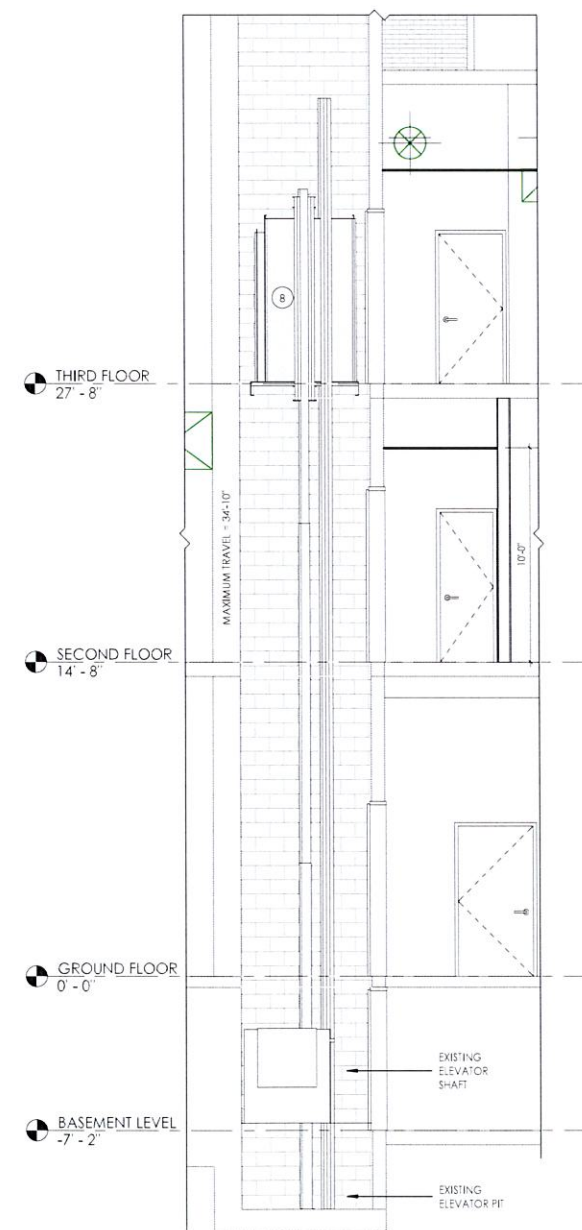 8
THIRD FLOOR
27' - 8"
MAXIMUM TRAVEL = 34'-10"
10'-0"
SECOND FLOOR
14' - 8"
GROUND FLOOR
0' - 0"
EXISTING
ELEVATOR
SHAFT
BASEMENT LEVEL
-7' - 2"
EXISTING
ELEVATOR PIT